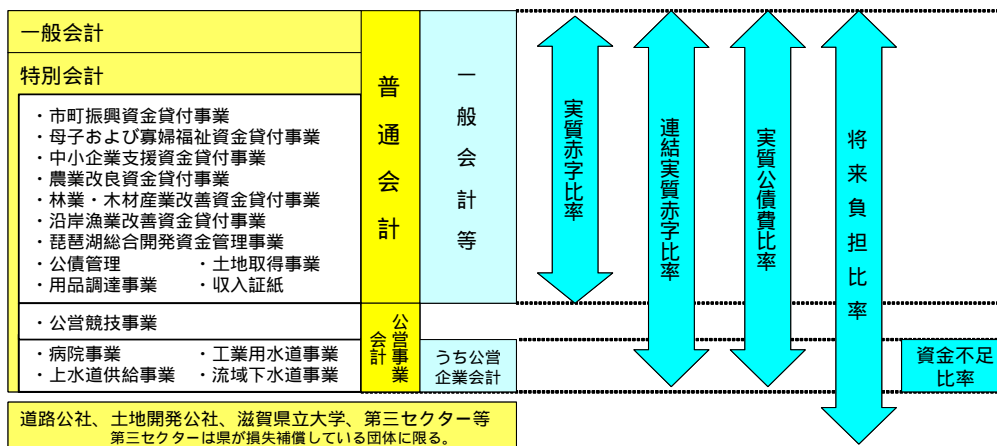 一般会計
特別会計
・市町振興資金貸付事業
・母子および寡婦福祉資金貸付事業
・中小企業支援資金貸付事業
・農業改良資金貸付事業
・林業・木材産業改善資金貸付事業
・沿岸漁業改善資金貸付事業
・琵琶湖総合開発資金管理事業
・公債管理 ・土地取得事業
・用品調達事業 ・収入証紙
・公営競技事業
・病院事業 ・工業用水道事業
・上水道供給事業 ・流域下水道事業
普通会計
公営事業
会計
一般会計等
うち公営
企業会計
実質赤字比率
連結実質赤字比率
実質公債費比率
将来負担比率
資金不足
比率
道路公社、土地開発公社、滋賀県立大学、第三セクター等
第三セクターは県が損失補償している団体に限る。